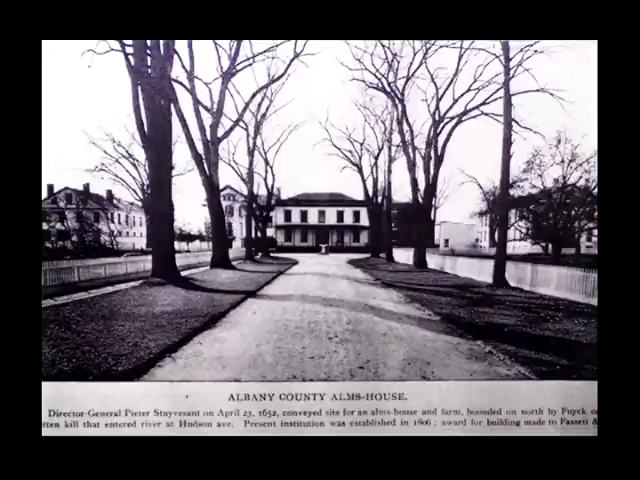 ALBANY COUNTY ALMS-HOUSE.
Director-General Pieter Stuyvesant on April 23, 1652, conveyed site for an alms-house and farm, bounded on north by Fuyck
tten kill that entered river at Hudson ave. Present institution was established in 1806; award for building made to Fassett &